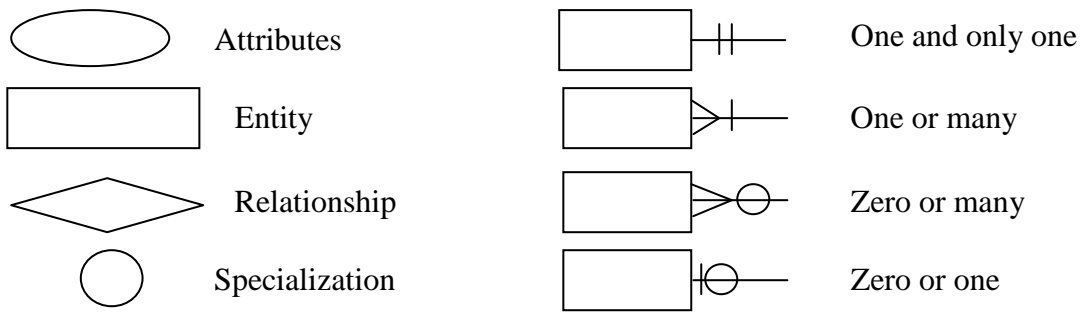 Attributes
Entity
Relationship
Specialization
One and only one
One or many
Zero or many
Zero or one